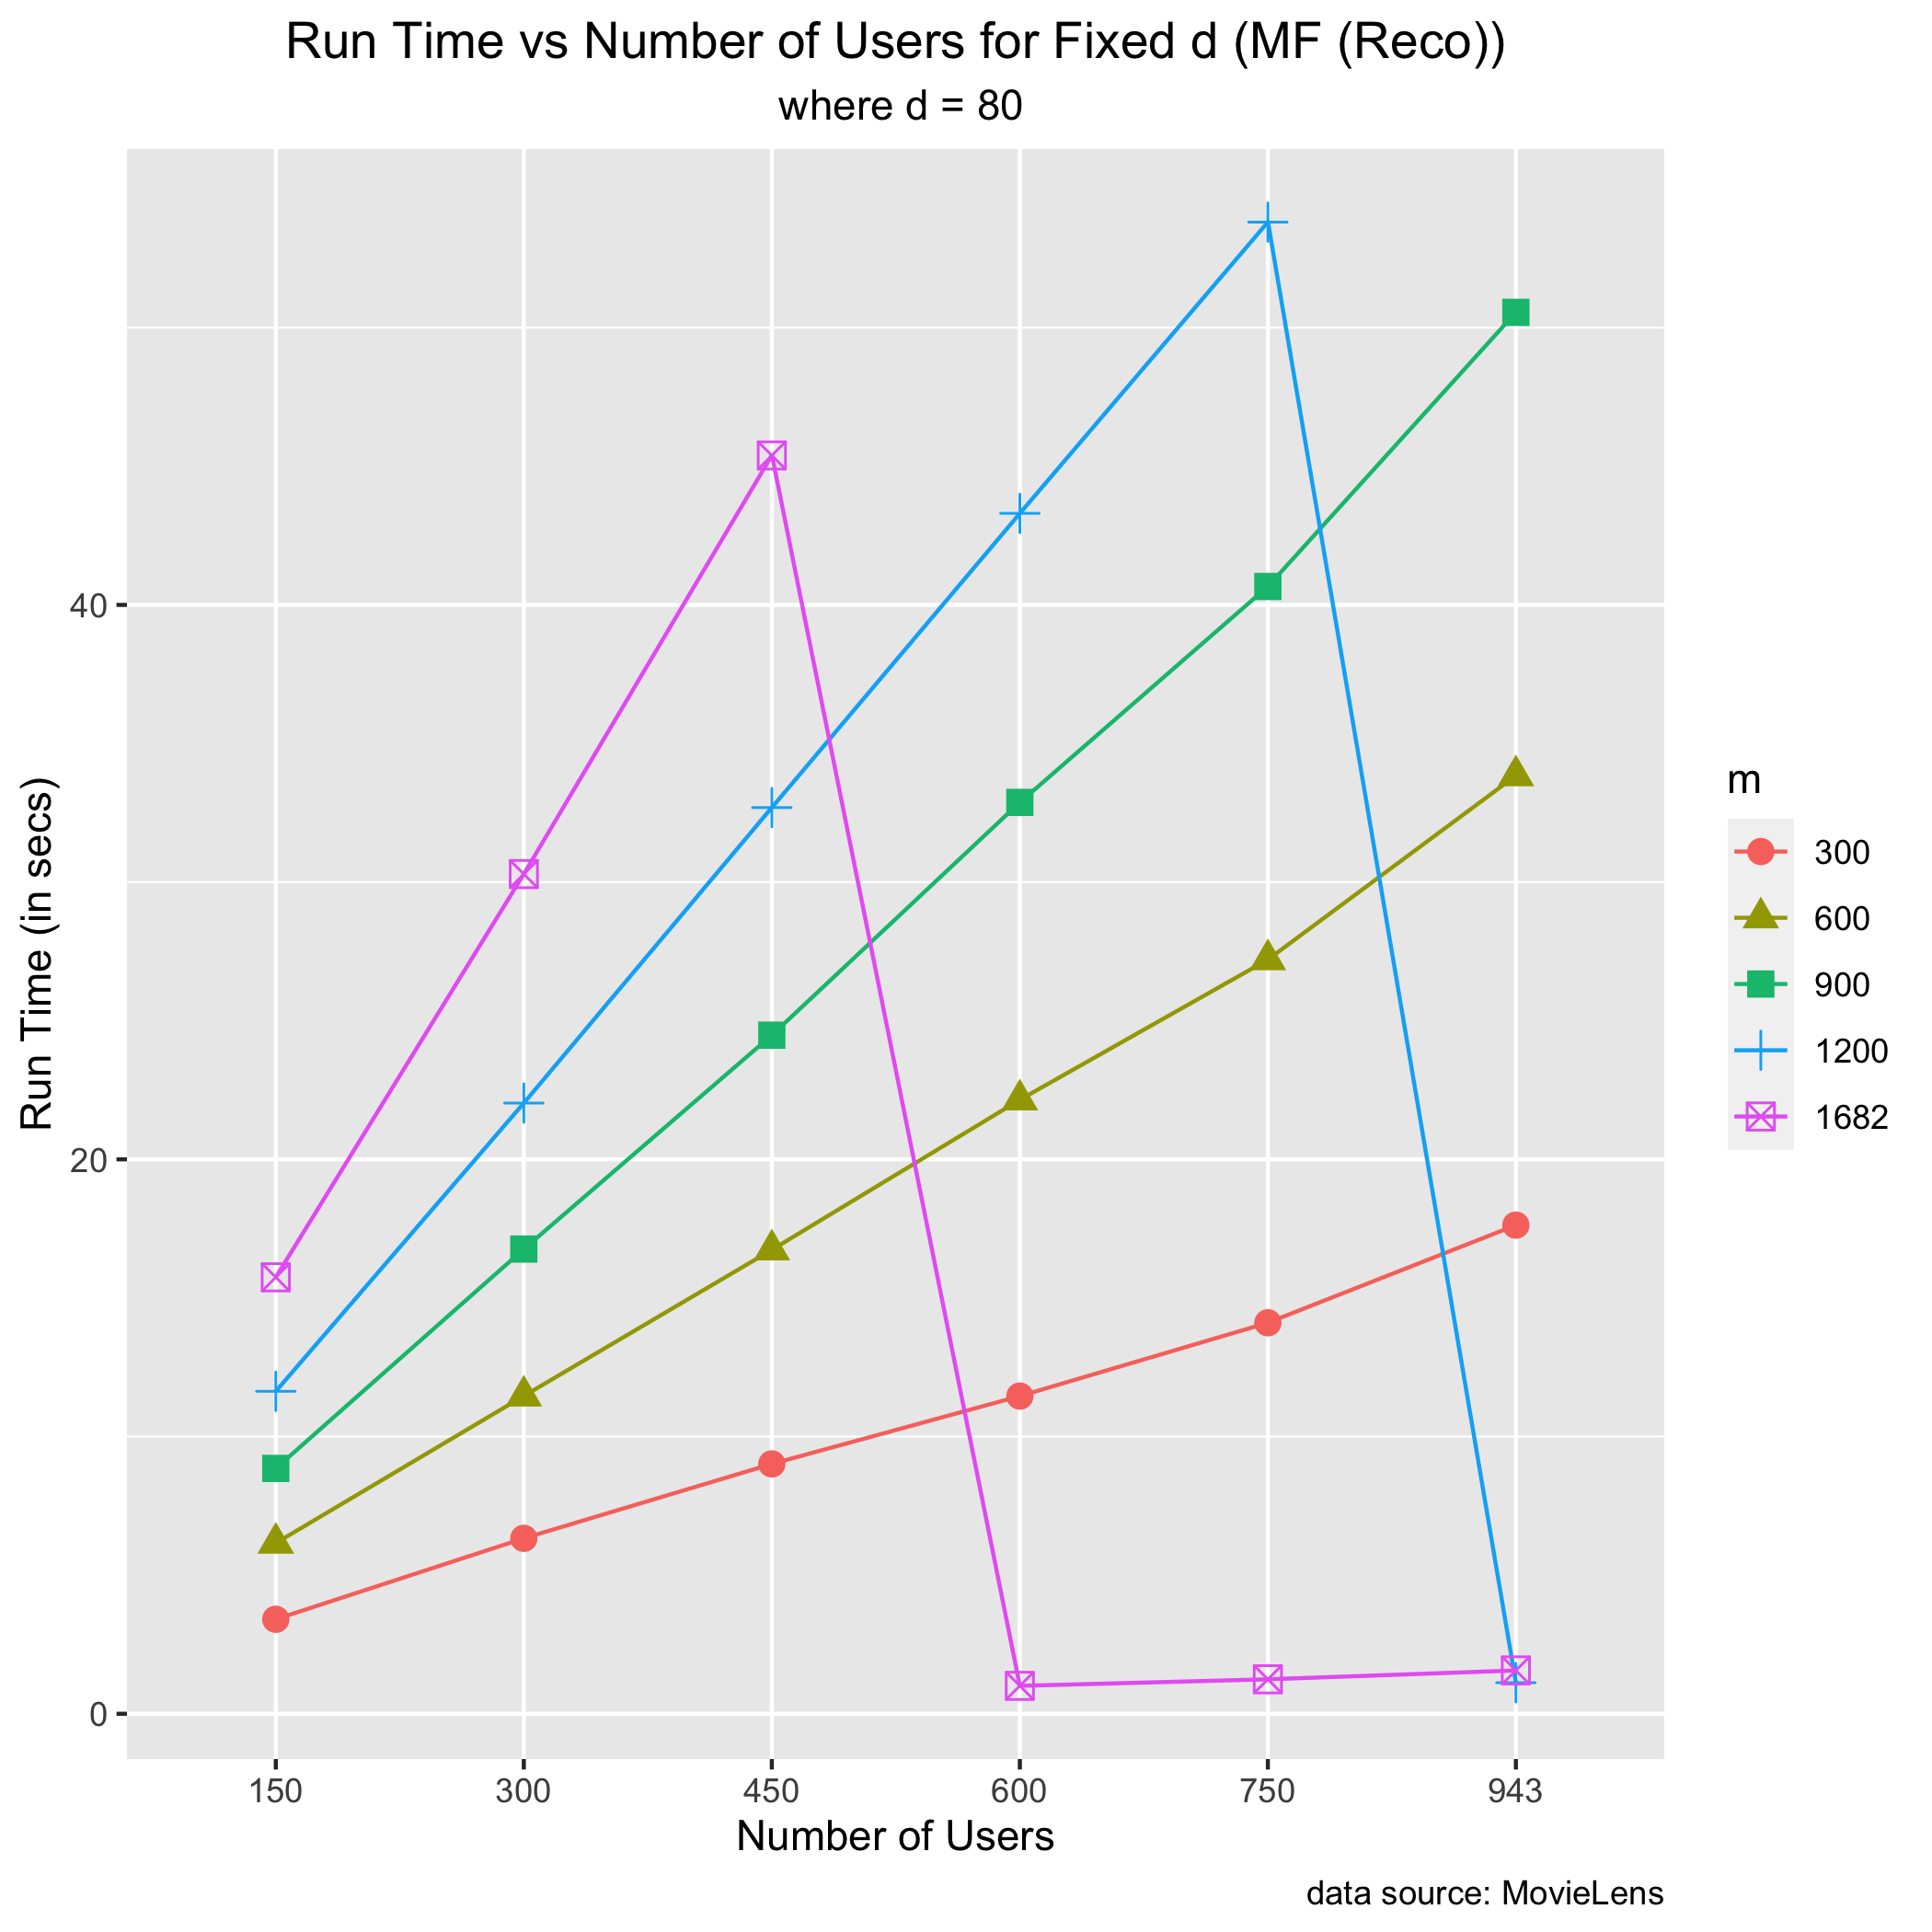 Run Time vs Number of Users for Fixed d (MF (Reco))
where d = 80
Run Time (in secs)
40
20
0
150 300 450 600 750 943
Number of Users
m
300
600
900
1200
1682
data source: MovieLens